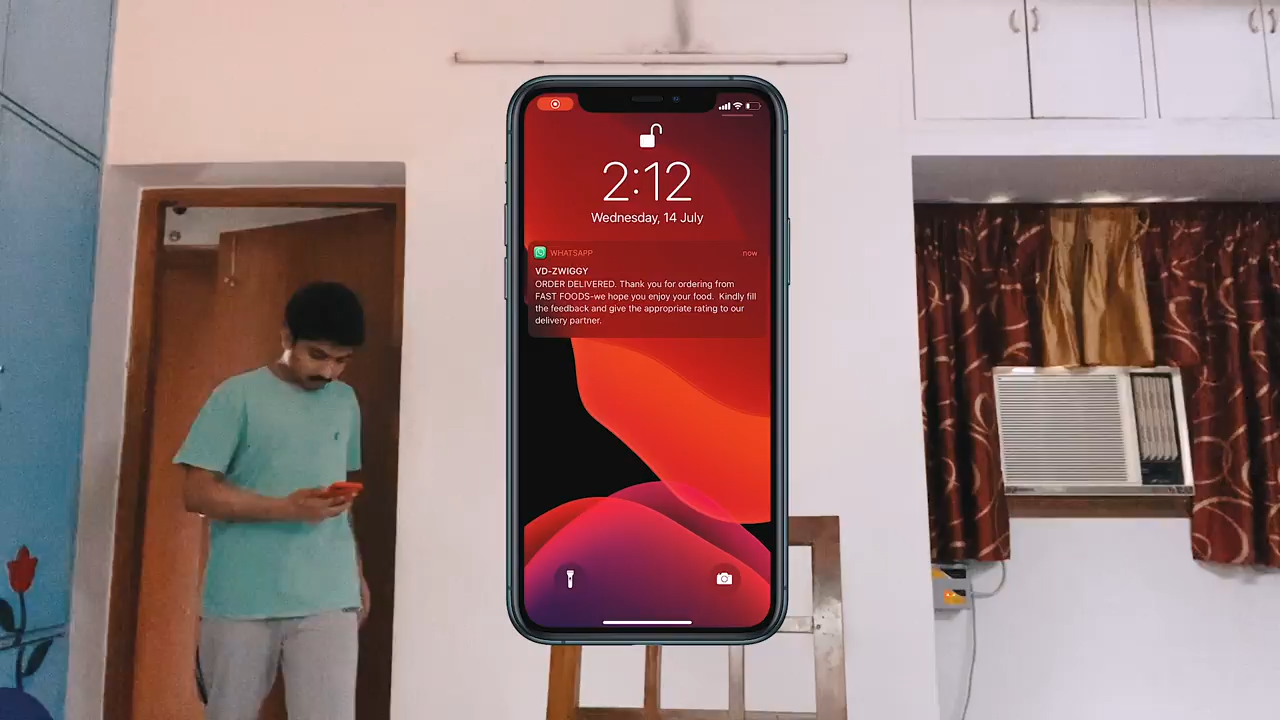 2:12
Wednesday, 14 July
WHATSAPP now
VD-ZWIGGY
ORDER DELIVERED. Thank you for ordering from
FAST FOODS-we hope you enjoy your food. Kindly fill
the feedback and give the appropriate rating to our
delivery partner.